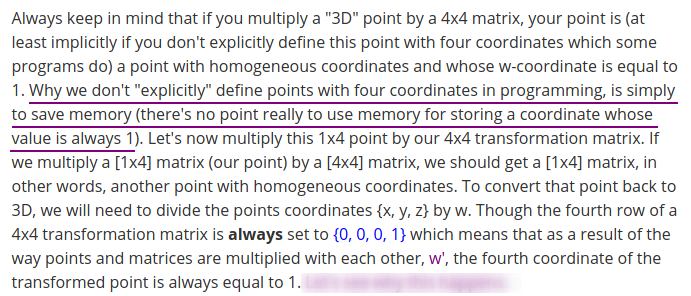 Always keep in mind that if you multiply a "3D" point by a 4x4 matrix, your point is (at
least implicitly if you don't explicitly define this point with four coordinates which some
programs do) a point with homogeneous coordinates and whose w-coordinate is equal to
1. Why we don't "explicitly" define points with four coordinates in programming, is simply
to save memory (there's no point really to use memory for storing a coordinate whose
value is always 1). Let's now multiply this 1x4 point by our 4x4 transformation matrix. If
we multiply a [1x4] matrix (our point) by a [4x4] matrix, we should get a [1x4] matrix, in
other words, another point with homogeneous coordinates. To convert that point back to
3D, we will need to divide the points coordinates {x, y, z} by w. Though the fourth row of a
4x4 transformation matrix is always set to {0, 0, 0, 1} which means that as a result of the
way points and matrices are multiplied with each other, w', the fourth coordinate of the
transformed point is always equal to 1.